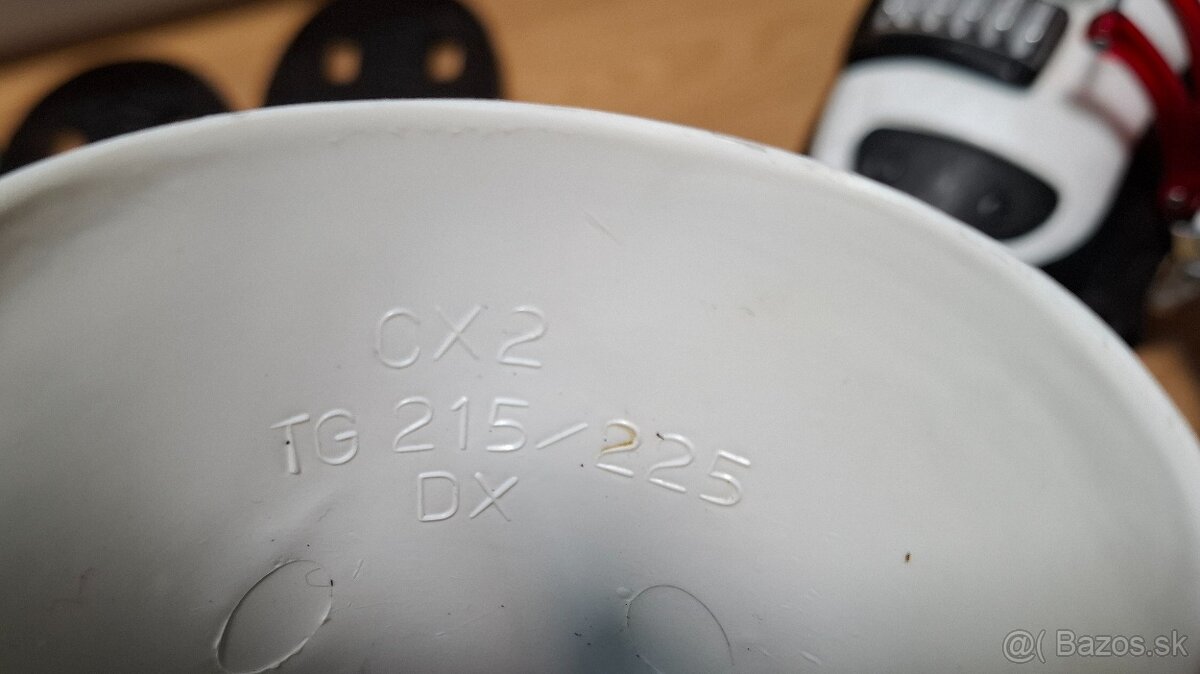 CX2
TG 215/225
DX
@( Bazos.sk